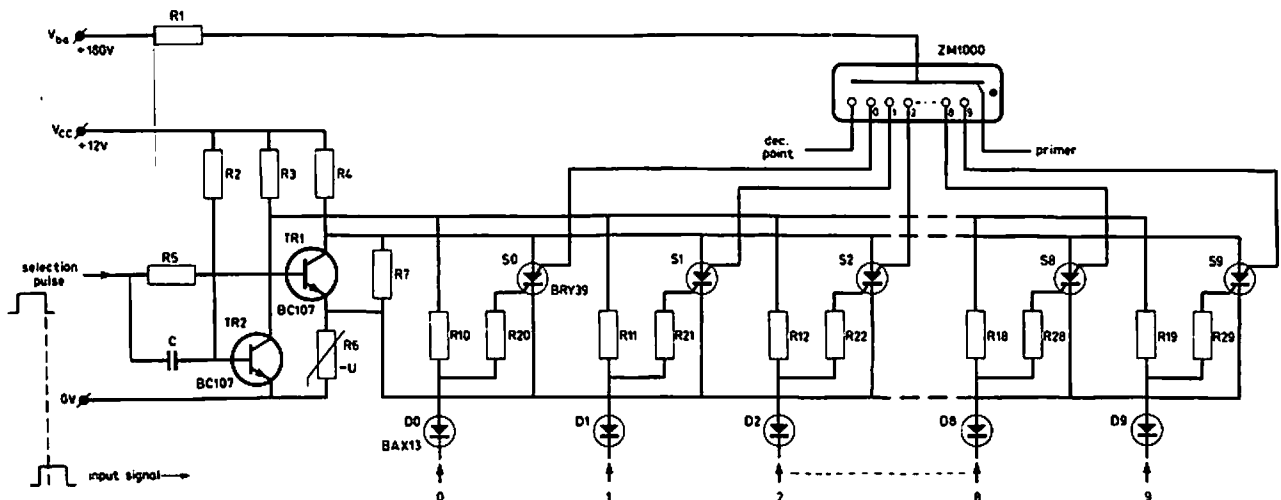 R1
Vba
+180V
ZM1000
0 1 2 8 9
VCC
+12V
dec.
point
primer
R2
R3
R4
TR1
S0
S1
S2
S8
S9
selection
pulse
R5
R7
BRY39
BC107
TR2
R10
R20
R11
R21
R12
R22
R18
R28
R19
R29
C
R6
-U
BC107
0V
D0
D1
D2
D8
D9
BAX13
input signal
0
1
2
8
9